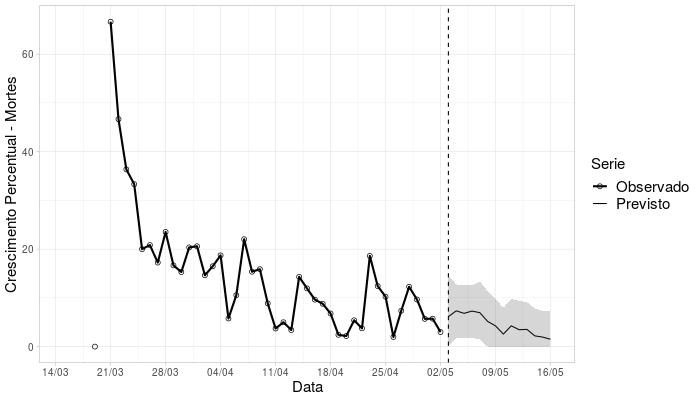 Crescimento Percentual - Mortes
60
40
20
0
14/03 21/03 28/03 04/04 11/04 18/04 25/04 02/05 09/05 16/05
Data
Serie
Observado
Previsto